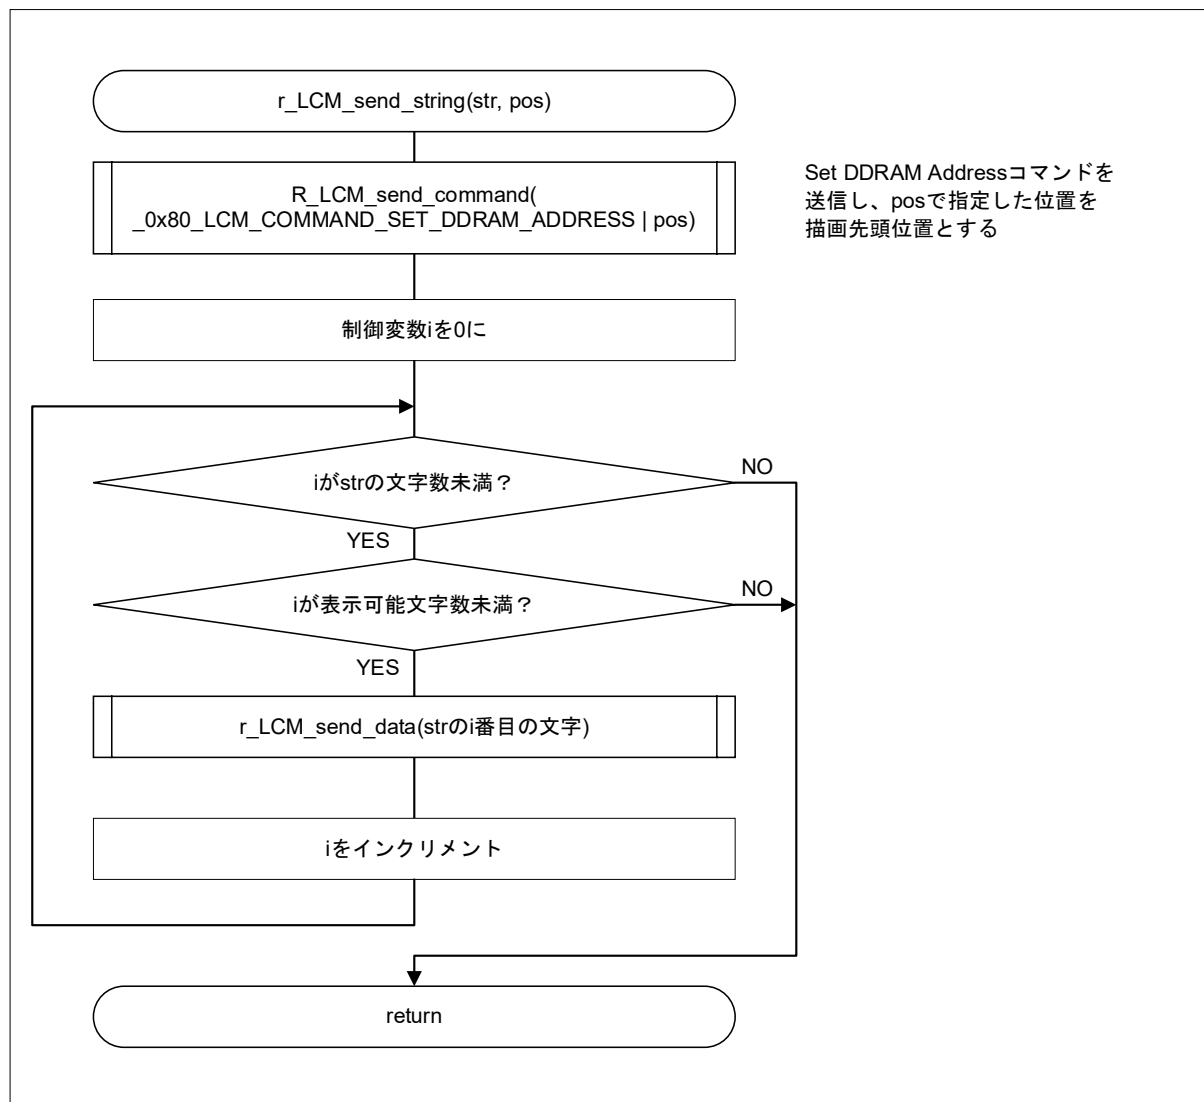 r_LCM_send_string(str, pos)
R_LCM_send_command(
_0x80_LCM_COMMAND_SET_DDRAM_ADDRESS | pos)
Set DDRAM Addressコマンドを
送信し、posで指定した位置を
描画先頭位置とする
制御変数iを0に
iがstrの文字数未満？
NO
YES
iが表示可能文字数未満？
NO
YES
r_LCM_send_data(strのi番目の文字)
iをインクリメント
return